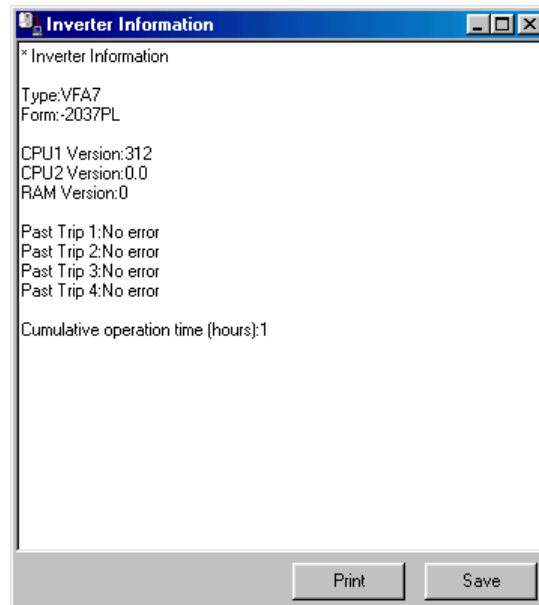 Inverter Information
* Inverter Information
Type:VFA7
Form:-2037PL
CPU1 Version:312
CPU2 Version:0.0
RAM Version:0
Past Trip 1:No error
Past Trip 2:No error
Past Trip 3:No error
Past Trip 4:No error
Cumulative operation time (hours):1
Print
Save